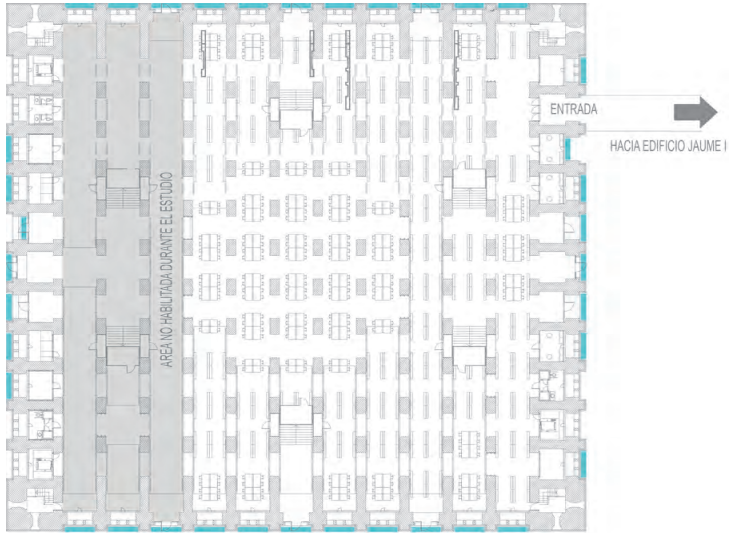 ENTRADA
HACIA EDIFICIO JAUME I
AREA NO HABILITADA DURANTE EL ESTUDIO